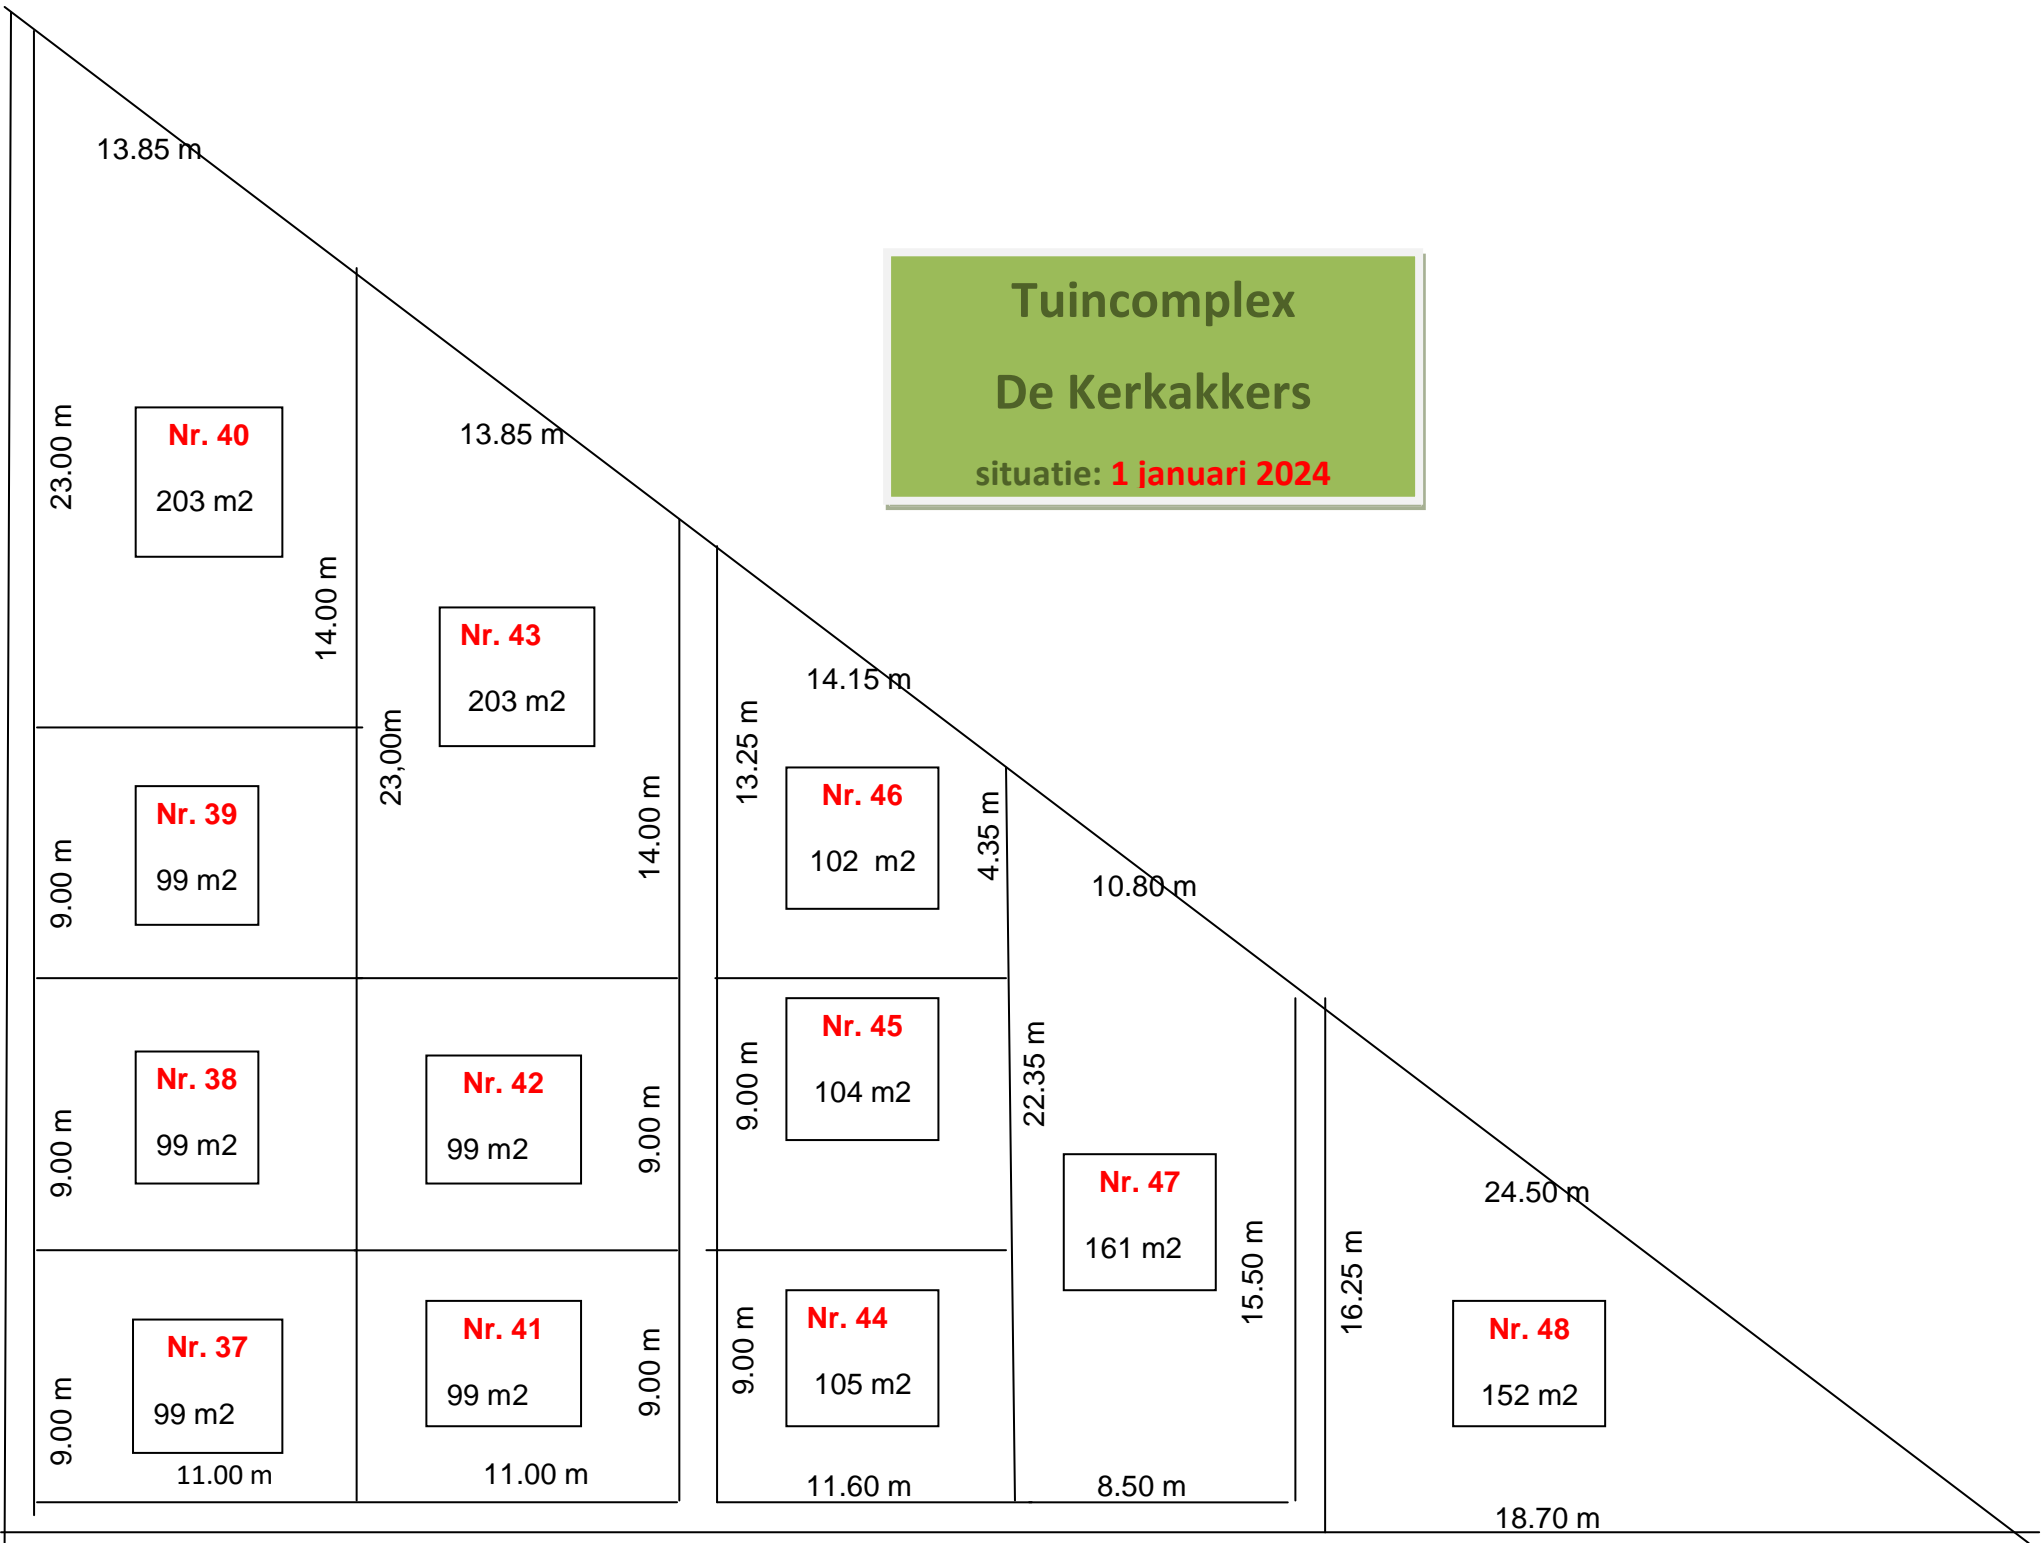 13.85 m
Tuincomplex
De Kerkakkers
situatie: 1 januari 2024
23.00 m
Nr. 40
203 m2
13.85 m
14.00 m
Nr. 43
203 m2
14.15 m
23,00m
13.25 m
Nr. 39
99 m2
9.00 m
14.00 m
Nr. 46
102 m2
4.35 m
10.80 m
Nr. 38
99 m2
9.00 m
Nr. 42
99 m2
9.00 m
Nr. 45
104 m2
9.00 m
22.35 m
Nr. 47
161 m2
15.50 m
16.25 m
24.50 m
Nr. 37
99 m2
9.00 m
11.00 m
Nr. 41
99 m2
9.00 m
11.00 m
Nr. 44
105 m2
9.00 m
11.60 m
8.50 m
Nr. 48
152 m2
18.70 m